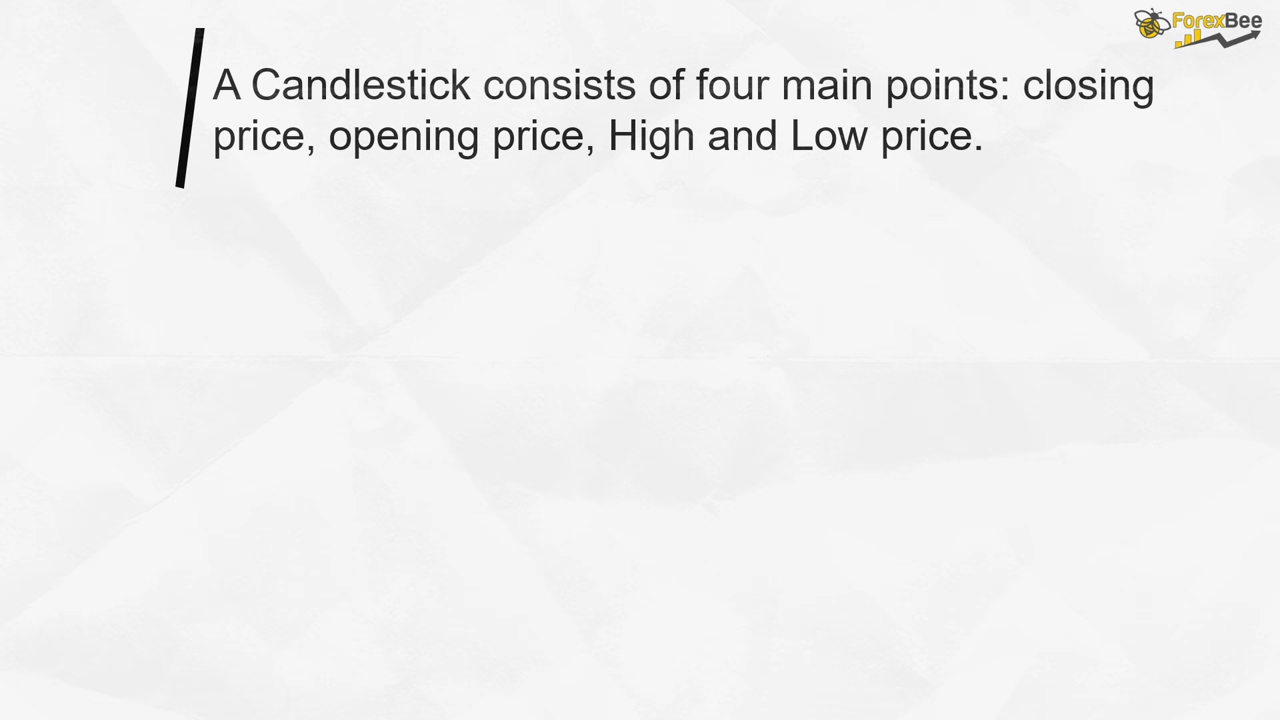 ForexBee
A Candlestick consists of four main points: closing
price, opening price, High and Low price.